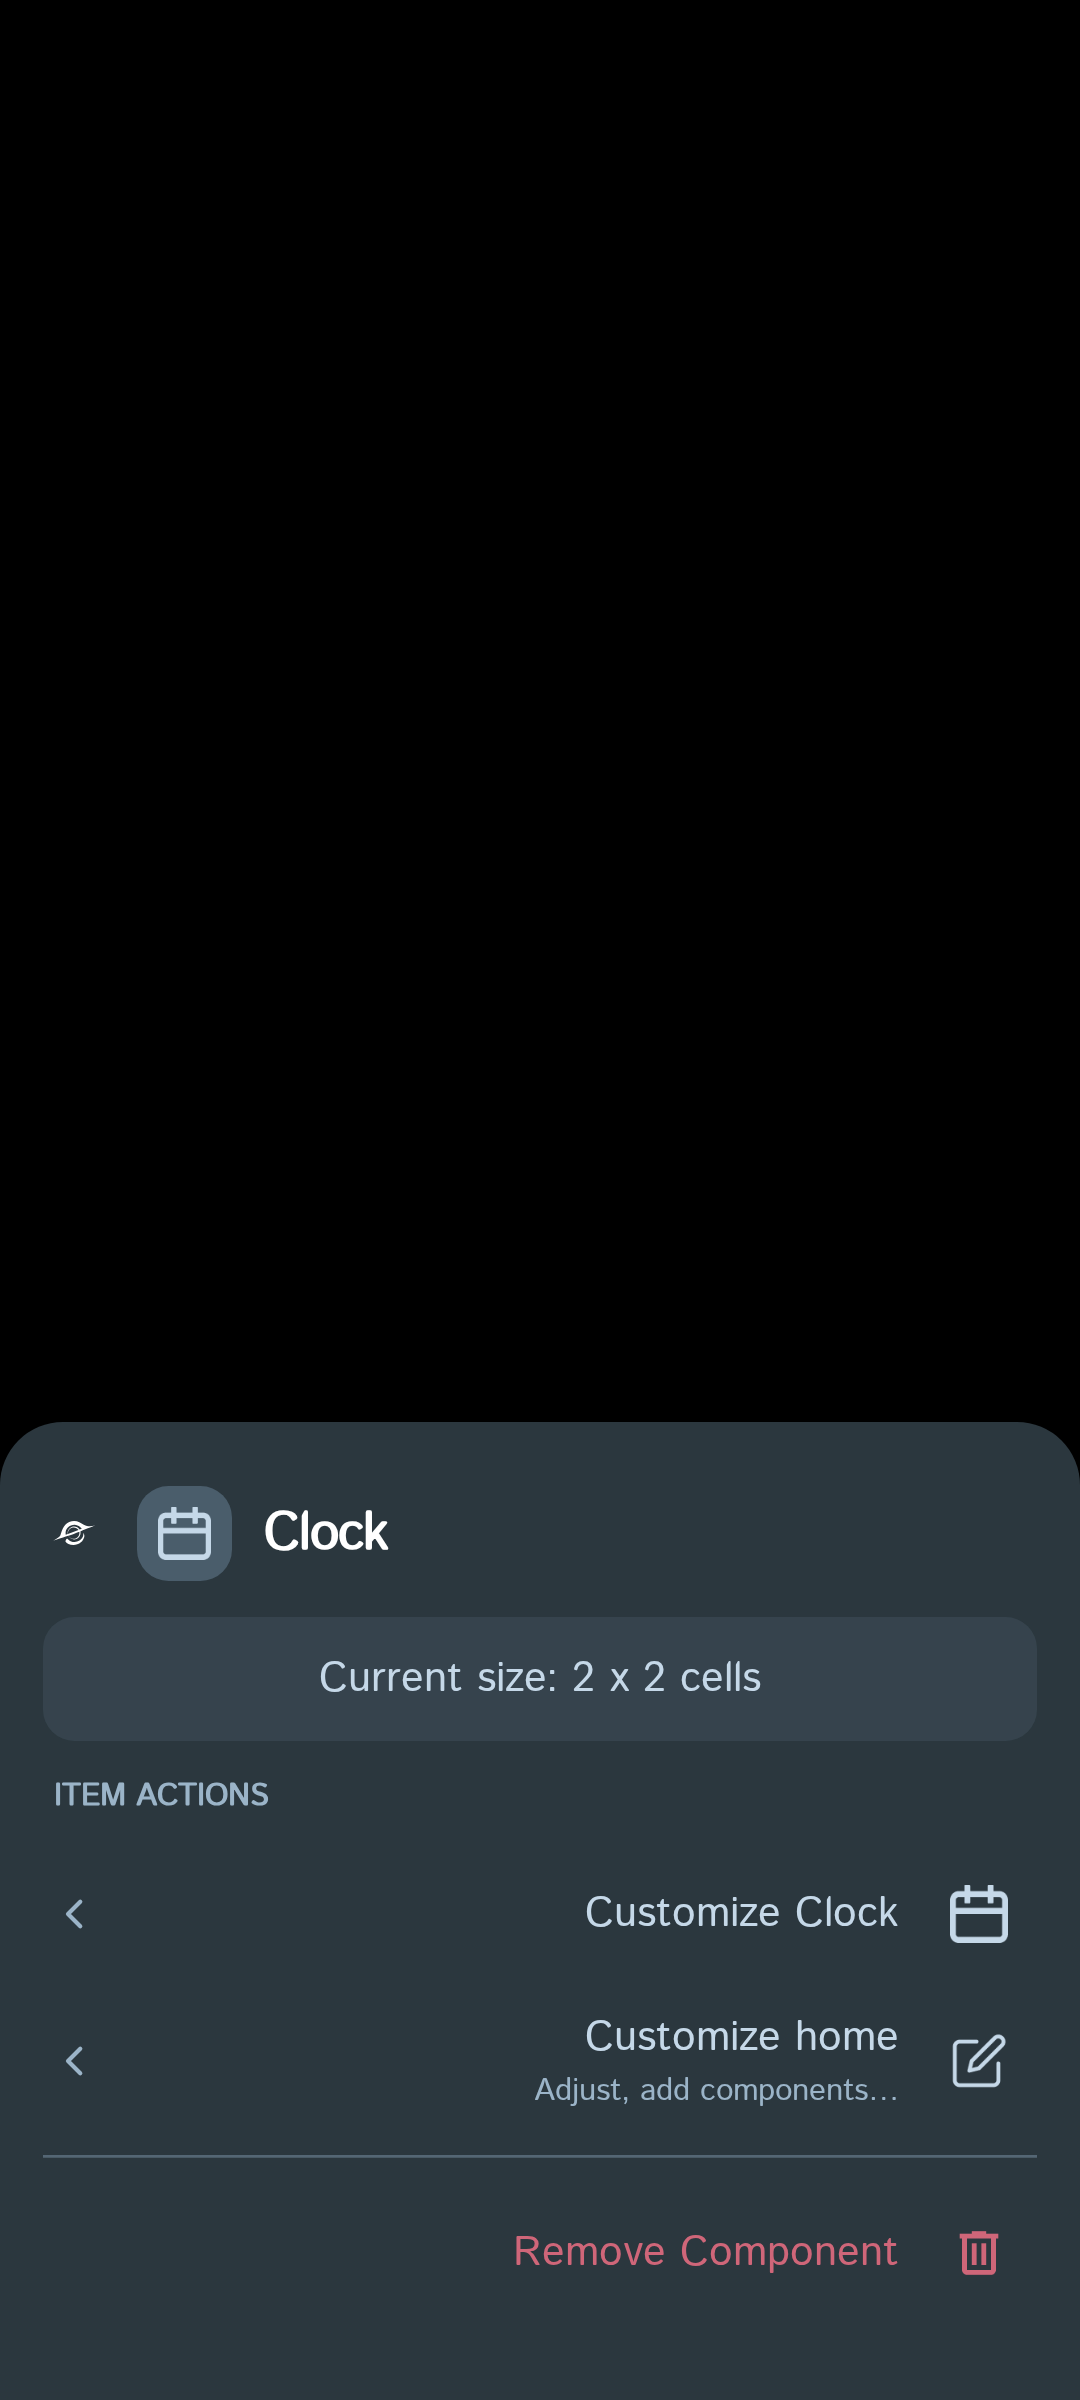 Clock
Current size: 2 x 2 cells
ITEM ACTIONS
Customize Clock
Customize home
Adjust, add components...
Remove Component